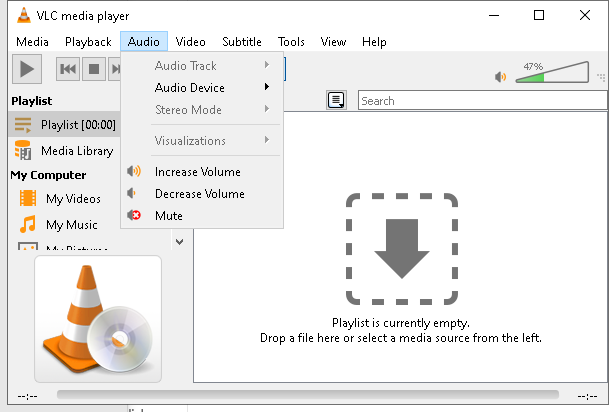 VLC media player
Media Playback Audio Video Subtitle Tools View Help
47%
Audio Track
Audio Device
Stereo Mode
Visualizations
Increase Volume
Decrease Volume
Mute
Playlist
Playlist [00:00]
Media Library
My Computer
My Videos
My Music
My Pictures
Search
Playlist is currently empty.
Drop a file here or select a media source from the left.
--:-- --:--